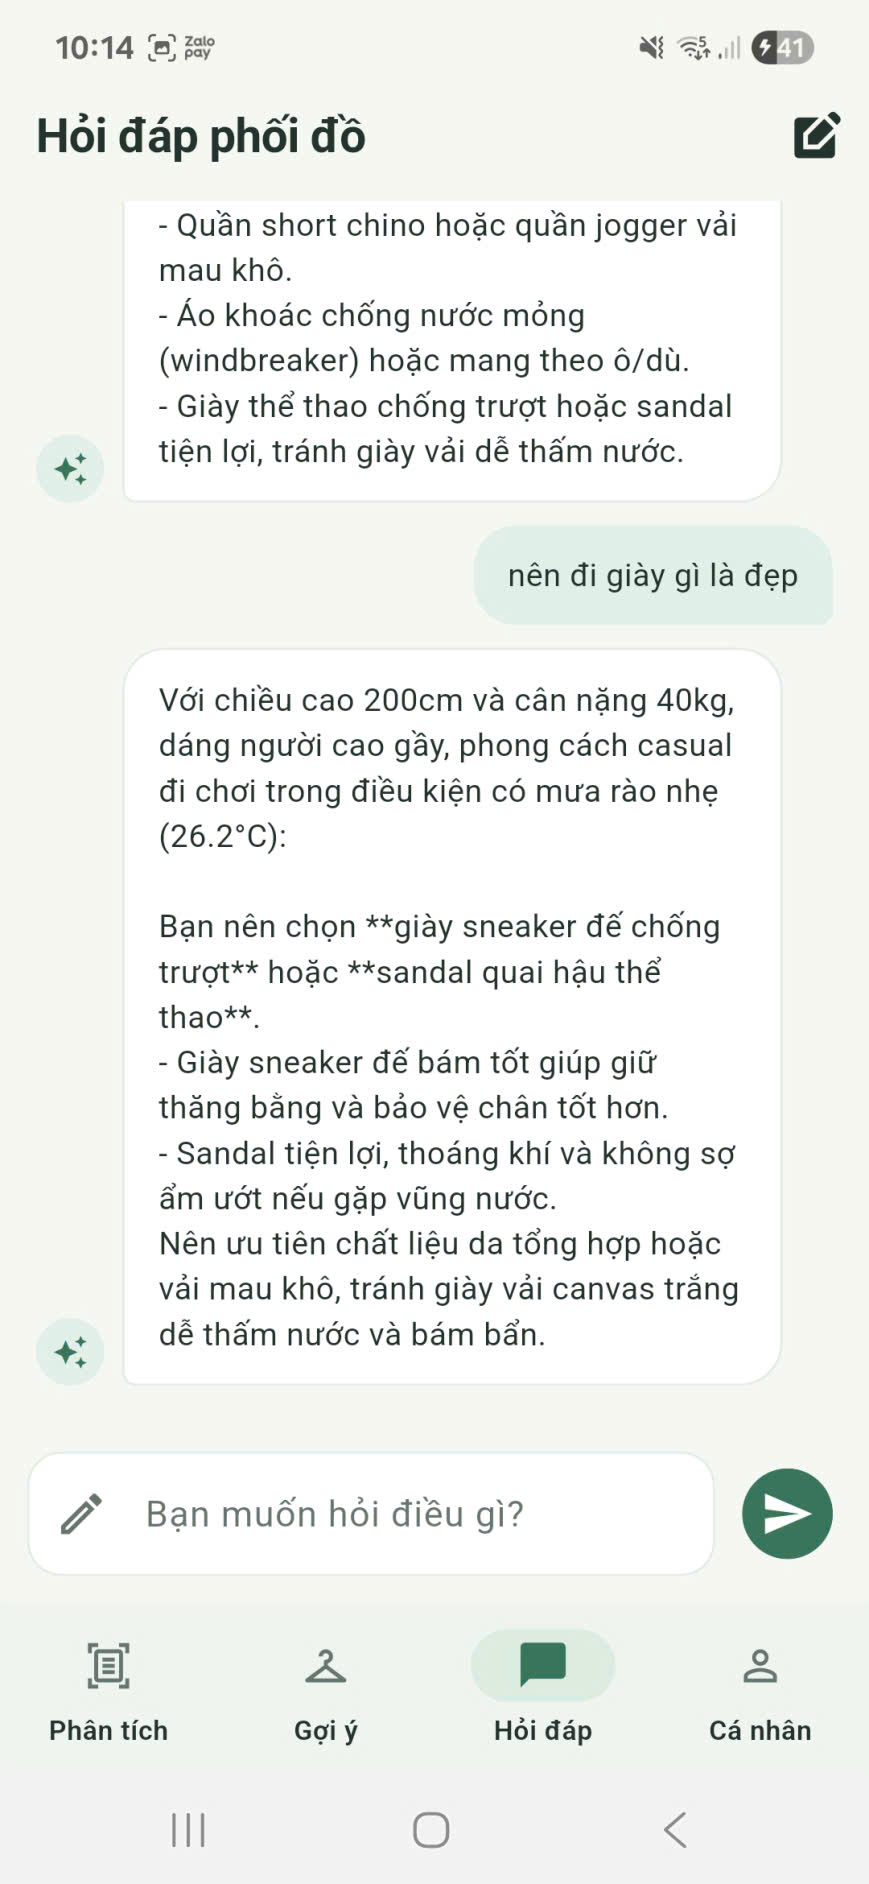 10:14 Zalo pay 5 41
Hỏi đáp phối đồ
- Quần short chino hoặc quần jogger vải
mau khô.
- Áo khoác chống nước mỏng
(windbreaker) hoặc mang theo ô/dù.
- Giày thể thao chống trượt hoặc sandal
tiện lợi, tránh giày vải dễ thấm nước.
nên đi giày gì là đẹp
Với chiều cao 200cm và cân nặng 40kg,
dáng người cao gầy, phong cách casual
đi chơi trong điều kiện có mưa rào nhẹ
(26.2°C):
Bạn nên chọn **giày sneaker đế chống
trượt** hoặc **sandal quai hậu thể
thao**.
- Giày sneaker đế bám tốt giúp giữ
thăng bằng và bảo vệ chân tốt hơn.
- Sandal tiện lợi, thoáng khí và không sợ
ẩm ướt nếu gặp vũng nước.
Nên ưu tiên chất liệu da tổng hợp hoặc
vải mau khô, tránh giày vải canvas trắng
dễ thấm nước và bám bẩn.
Bạn muốn hỏi điều gì?
Phân tích Gợi ý Hỏi đáp Cá nhân